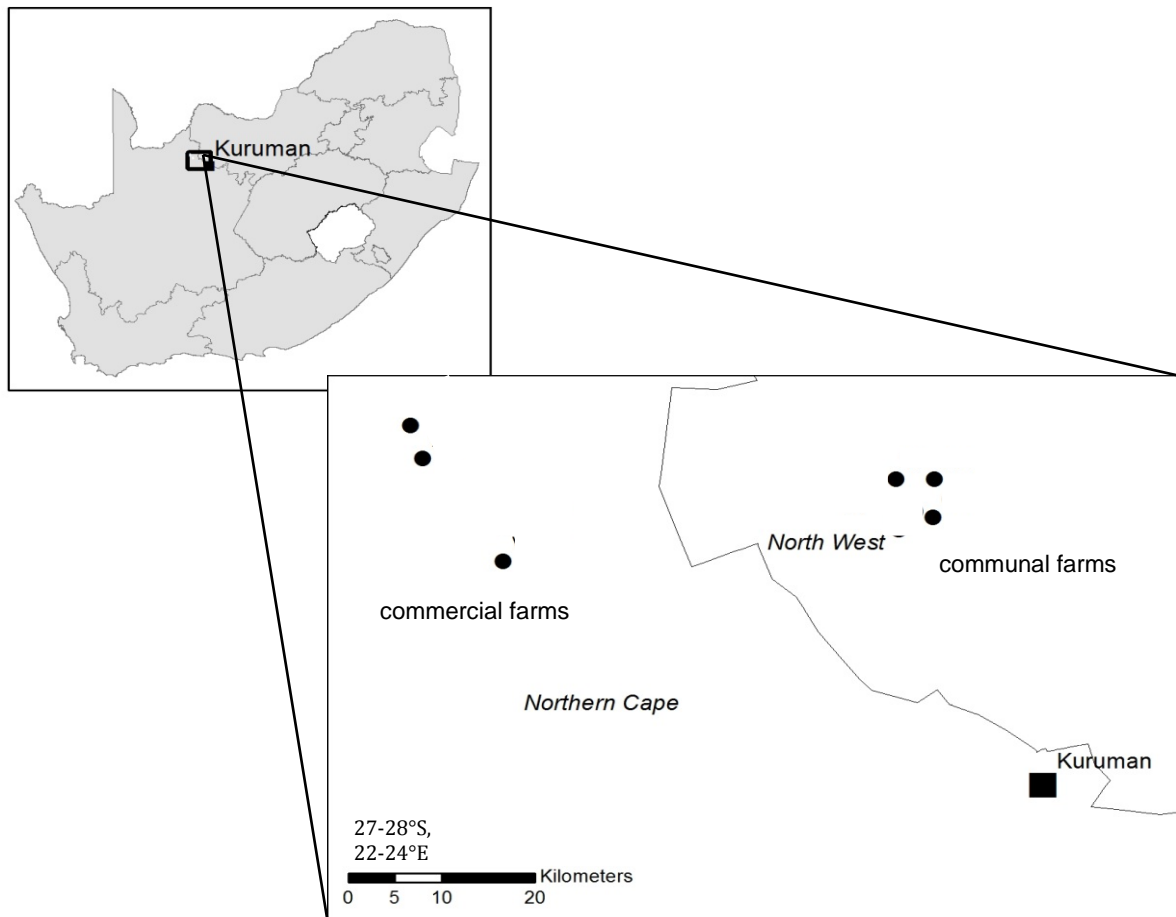 Kuruman
North West
communal farms
commercial farms
Northern Cape
Kuruman
27-28°S,
22-24°E
Kilometers
0 5 10 20